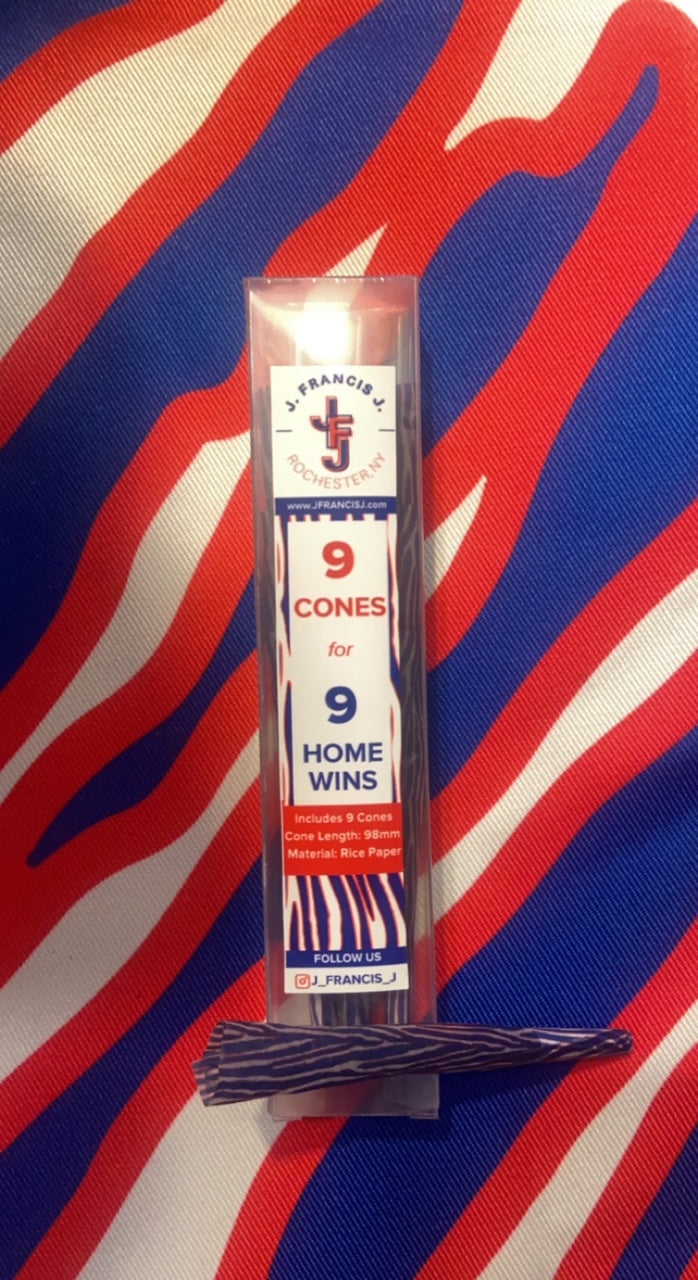 J. FRANCIS J.
JFJ
ROCHESTER, NY
www.JFRANCISJ.com
9
CONES
for
9
HOME
WINS
Includes 9 Cones
Cone Length: 98mm
Material: Rice Paper
FOLLOW US
J_FRANCIS_J